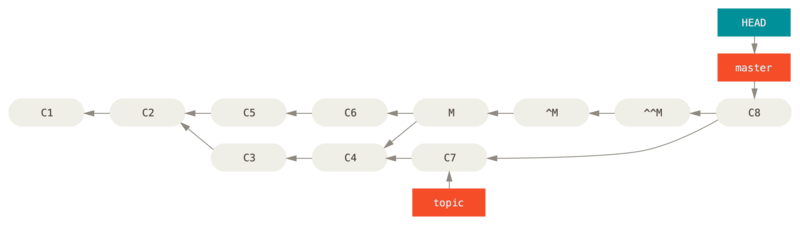 HEAD
master
C1 C2 C5 C6 M ^M ^^M C8
C3 C4 C7
topic